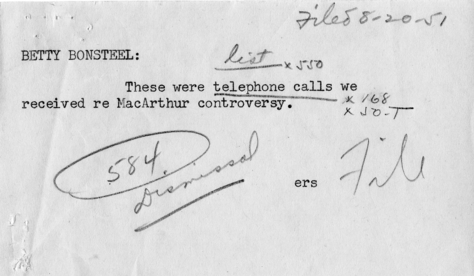 Filed 8-20-51
list x 550
BETTY BONSTEEL:
These were telephone calls we
received re MacArthur controversy.
x 168
x 50-T
584
Dismissal
ers
File